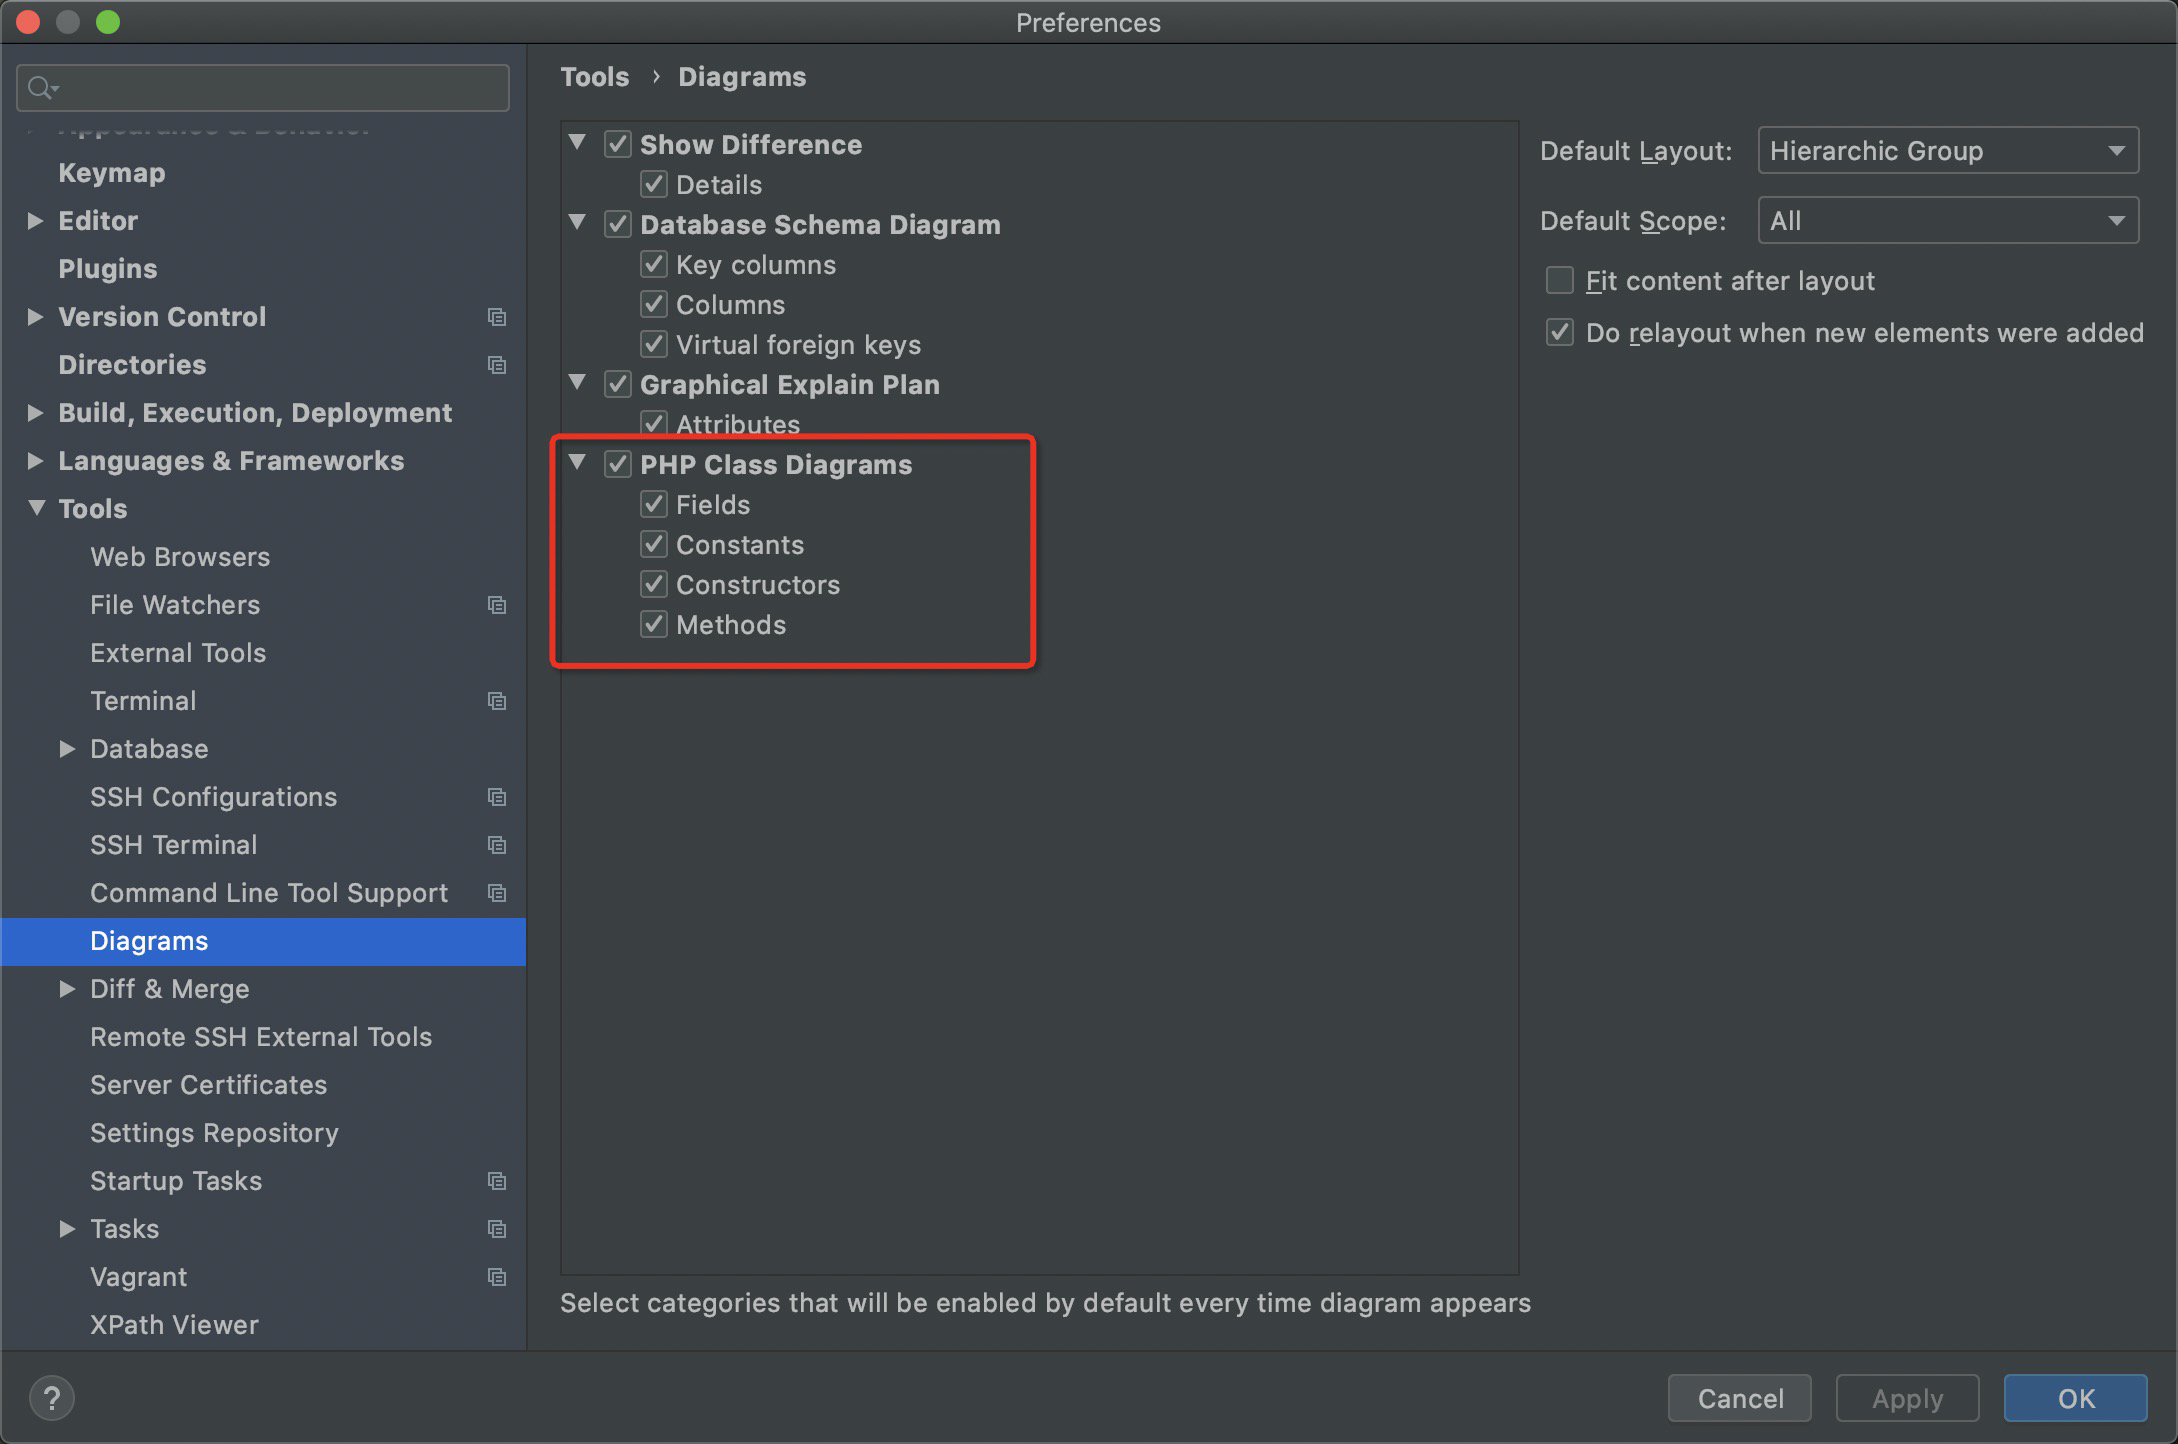 Preferences
Appearance & Behavior
Keymap
Editor
Plugins
Version Control
Directories
Build, Execution, Deployment
Languages & Frameworks
Tools
Web Browsers
File Watchers
External Tools
Terminal
Database
SSH Configurations
SSH Terminal
Command Line Tool Support
Diagrams
Diff & Merge
Remote SSH External Tools
Server Certificates
Settings Repository
Startup Tasks
Tasks
Vagrant
XPath Viewer
Tools › Diagrams
Show Difference
Details
Database Schema Diagram
Key columns
Columns
Virtual foreign keys
Graphical Explain Plan
Attributes
PHP Class Diagrams
Fields
Constants
Constructors
Methods
Select categories that will be enabled by default every time diagram appears
Default Layout: Hierarchic Group
Default Scope: All
Fit content after layout
Do relayout when new elements were added
?
Cancel
Apply
OK